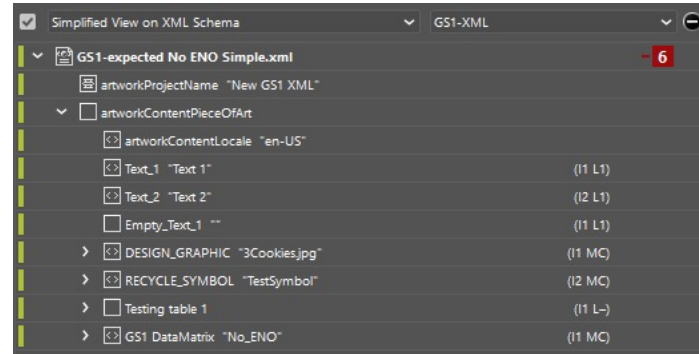 Simplified View on XML Schema GS1-XML
GS1-expected No ENO Simple.xml 6
artworkProjectName "New GS1 XML"
artworkContentPieceOfArt
artworkContentLocale "en-US"
Text_1 "Text 1" (I1 L1)
Text_2 "Text 2" (I2 L1)
Empty_Text_1 "" (I1 L1)
DESIGN_GRAPHIC "3Cookies.jpg" (I1 MC)
RECYCLE_SYMBOL "TestSymbol" (I2 MC)
Testing table 1 (I1 L–)
GS1 DataMatrix "No_ENO" (I1 MC)